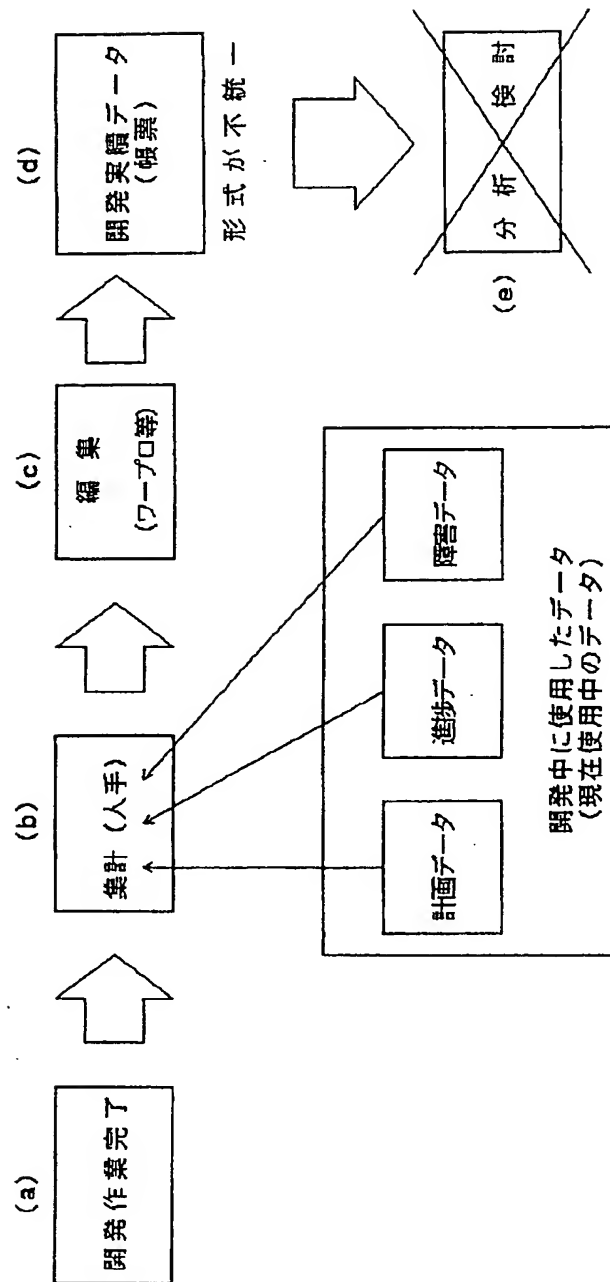 (a)
開発作業完了
(b)
集計 (人手)
(c)
編集
(ワープロ等)
(d)
開発実績データ
(帳票)
形式が不統一
(e)
分析 検討
計画データ
進捗データ
障害データ
開発中に使用したデータ
(現在使用中のデータ)